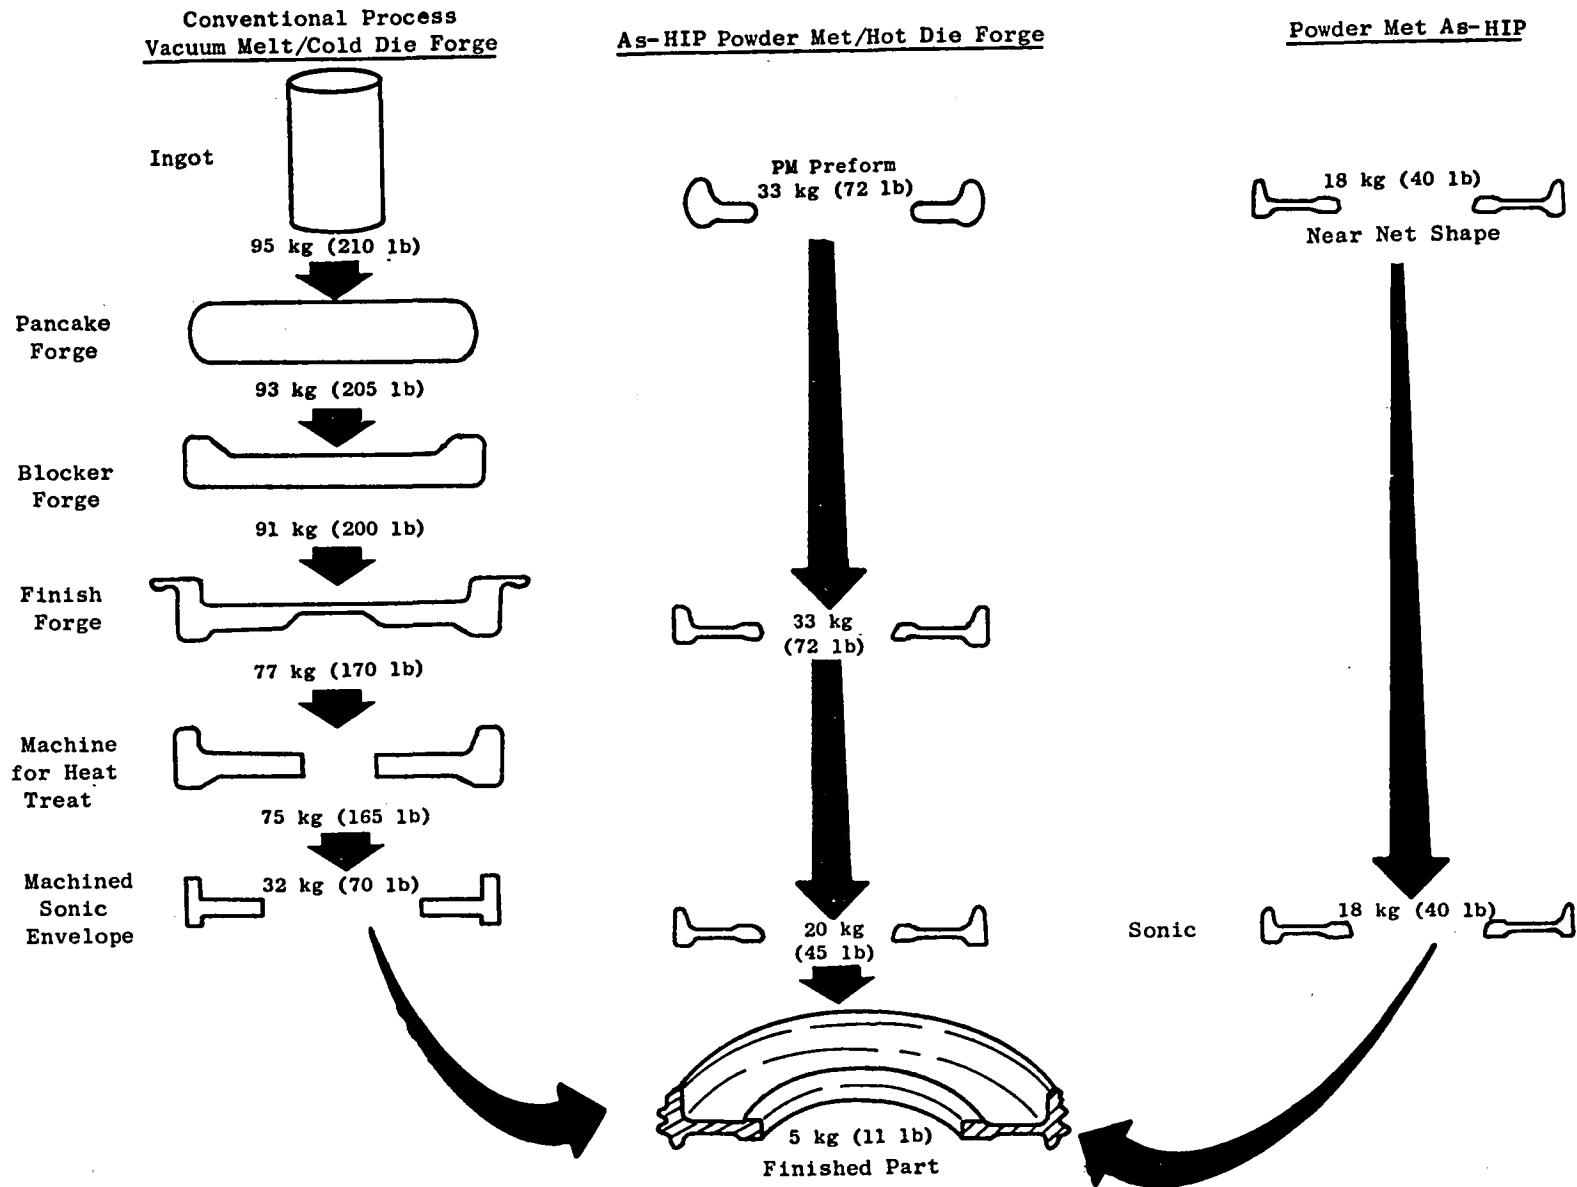 Conventional Process
Vacuum Melt/Cold Die Forge
Ingot
95 kg (210 lb)
Pancake
Forge
93 kg (205 lb)
Blocker
Forge
91 kg (200 lb)
Finish
Forge
77 kg (170 lb)
Machine
for Heat
Treat
75 kg (165 lb)
Machined
Sonic
Envelope
32 kg (70 lb)
As-HIP Powder Met/Hot Die Forge
PM Preform
33 kg (72 lb)
33 kg
(72 lb)
20 kg
(45 lb)
Powder Met As-HIP
18 kg (40 lb)
Near Net Shape
Sonic
18 kg (40 lb)
5 kg (11 lb)
Finished Part